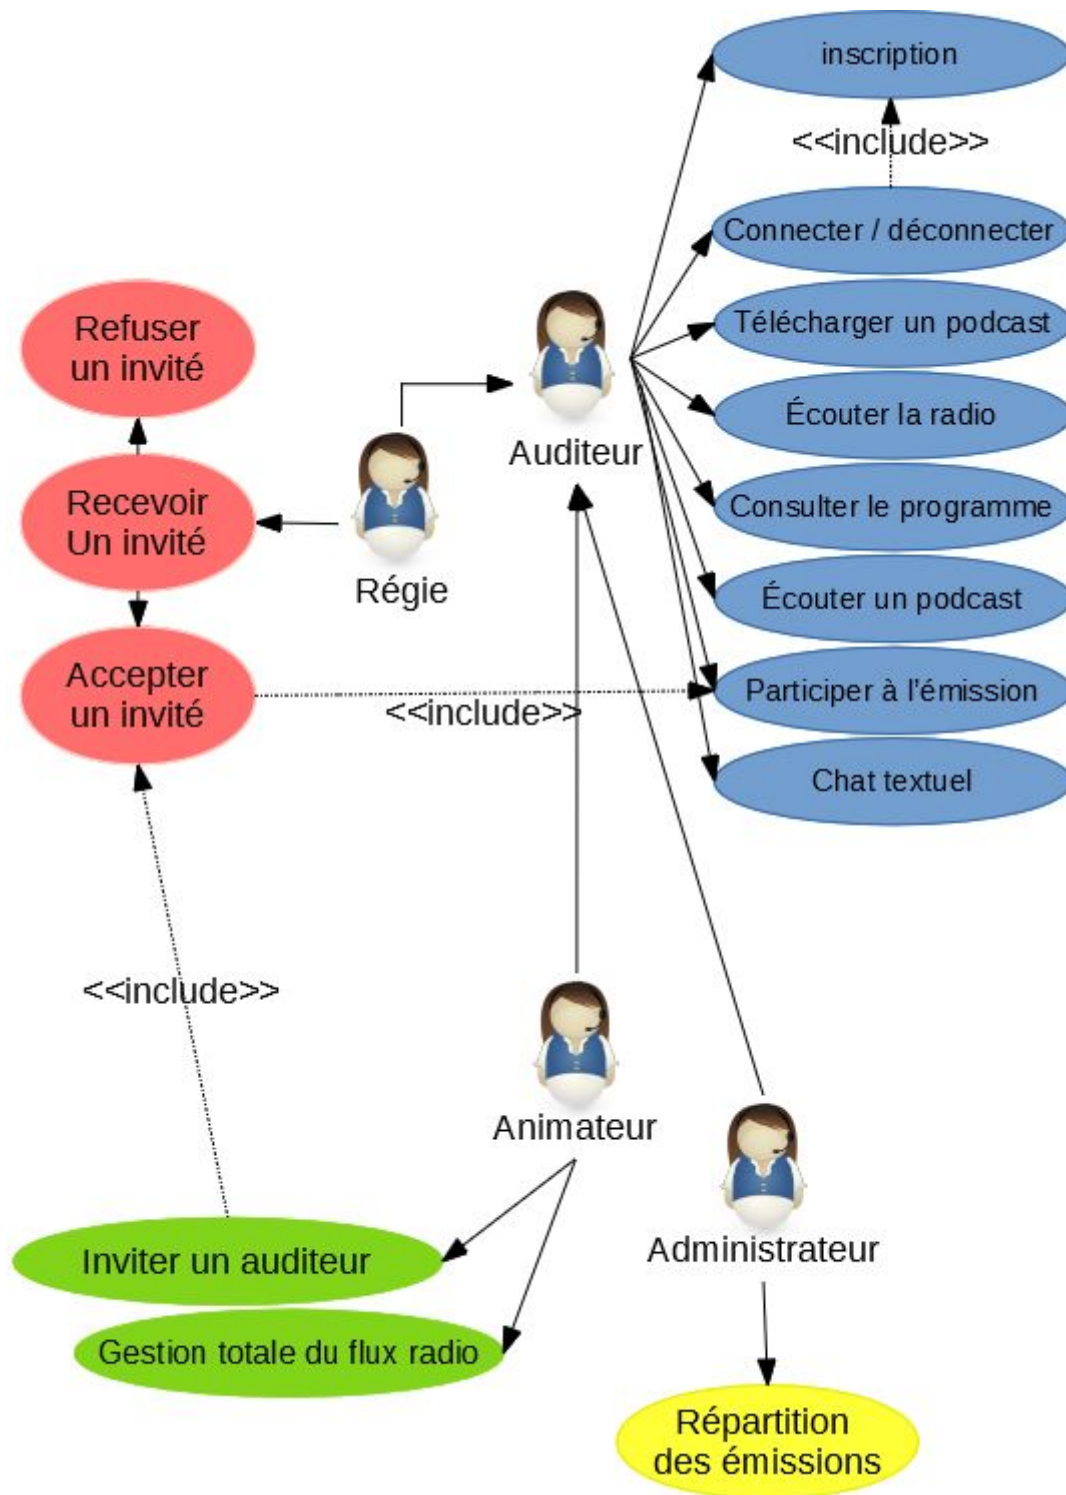 inscription
<<include>>
Connecter / déconnecter
Télécharger un podcast
Écouter la radio
Consulter le programme
Écouter un podcast
Participer à l'émission
Chat textuel
Auditeur
Régie
Refuser
un invité
Recevoir
Un invité
Accepter
un invité
<<include>>
<<include>>
Animateur
Administrateur
Inviter un auditeur
Gestion totale du flux radio
Répartition
des émissions